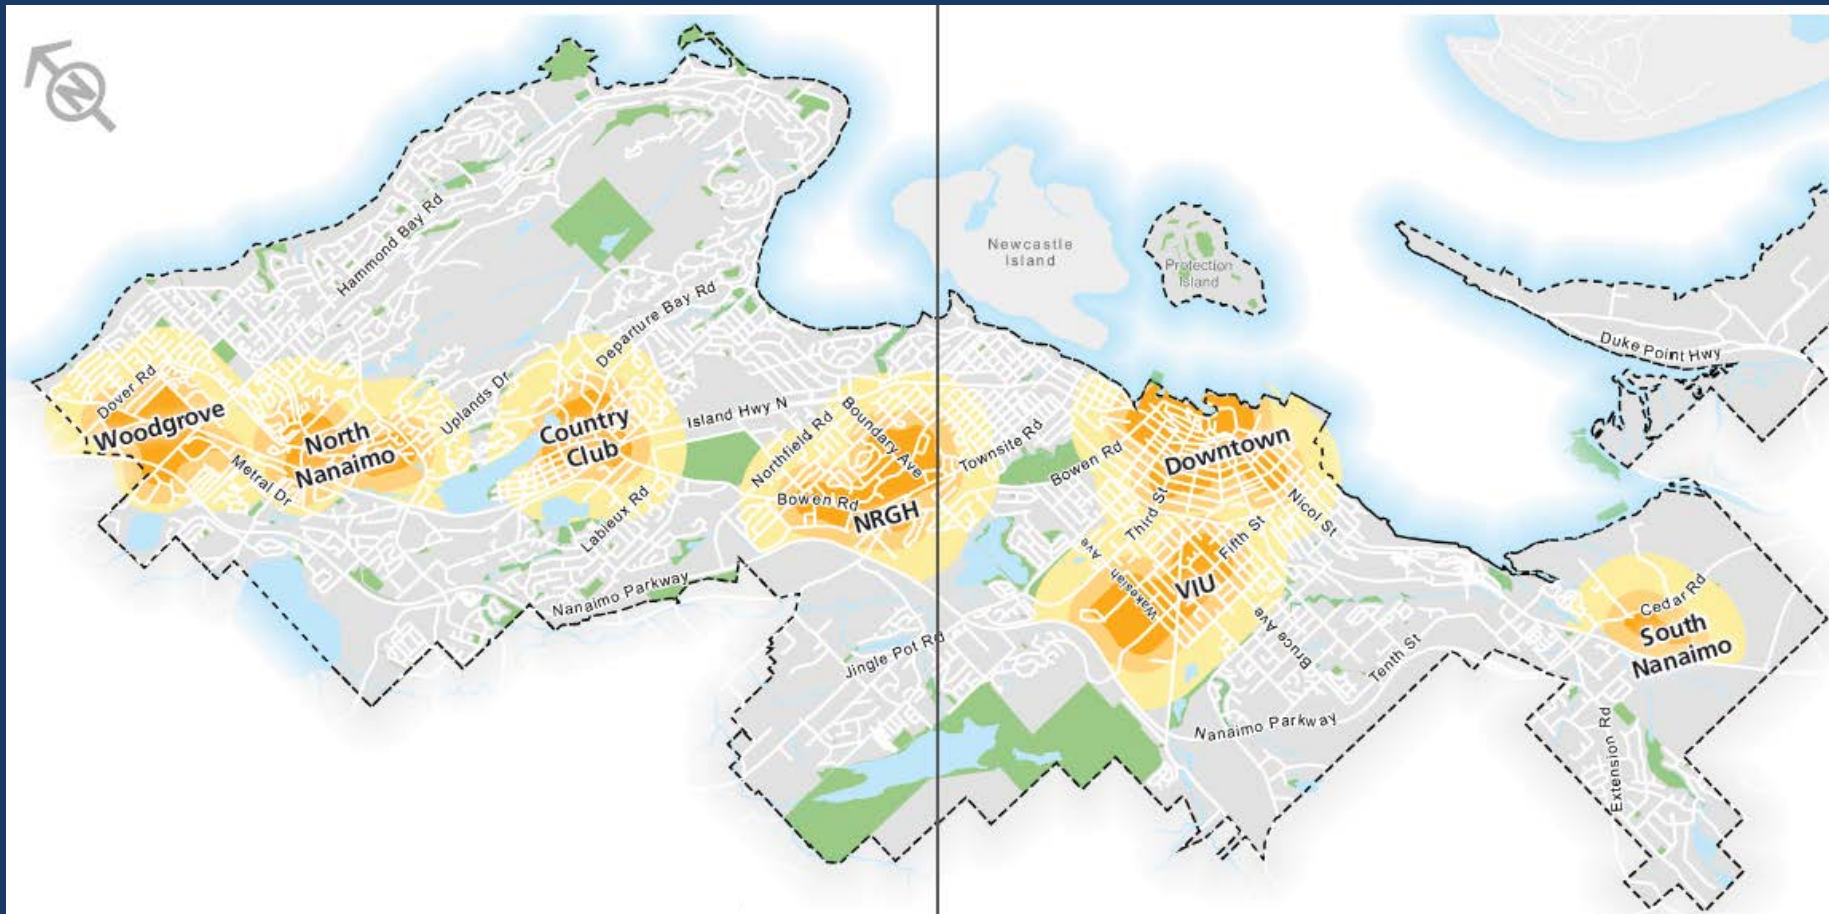 N
Hammond Bay Rd
Newcastle
Island
Protection
Island
Departure Bay Rd
Duke Point Hwy
Dover Rd
Woodgrove
Uplands Dr
North
Nanaimo
Metral Dr
Country
Club
Island Hwy N
Labieux Rd
Northfield Rd
Boundary Ave
Bowen Rd
NRGH
Townsite Rd
Bowen Rd
Downtown
Third St
Fifth St
Nicol St
Wakesiah
Ave
VIU
Bruce Ave
Tenth St
Cedar Rd
South
Nanaimo
Nanaimo Parkway
Jingle Pot Rd
Nanaimo Parkway
Extension Rd